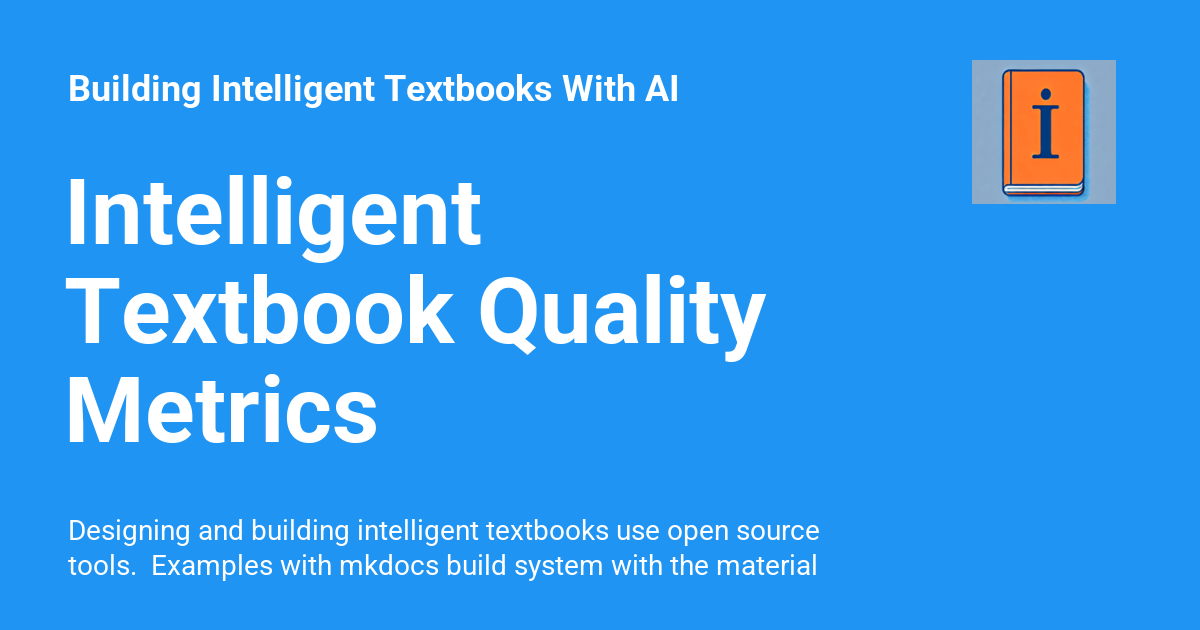 Building Intelligent Textbooks With AI
i
Intelligent
Textbook Quality
Metrics
Designing and building intelligent textbooks use open source
tools.  Examples with mkdocs build system with the material